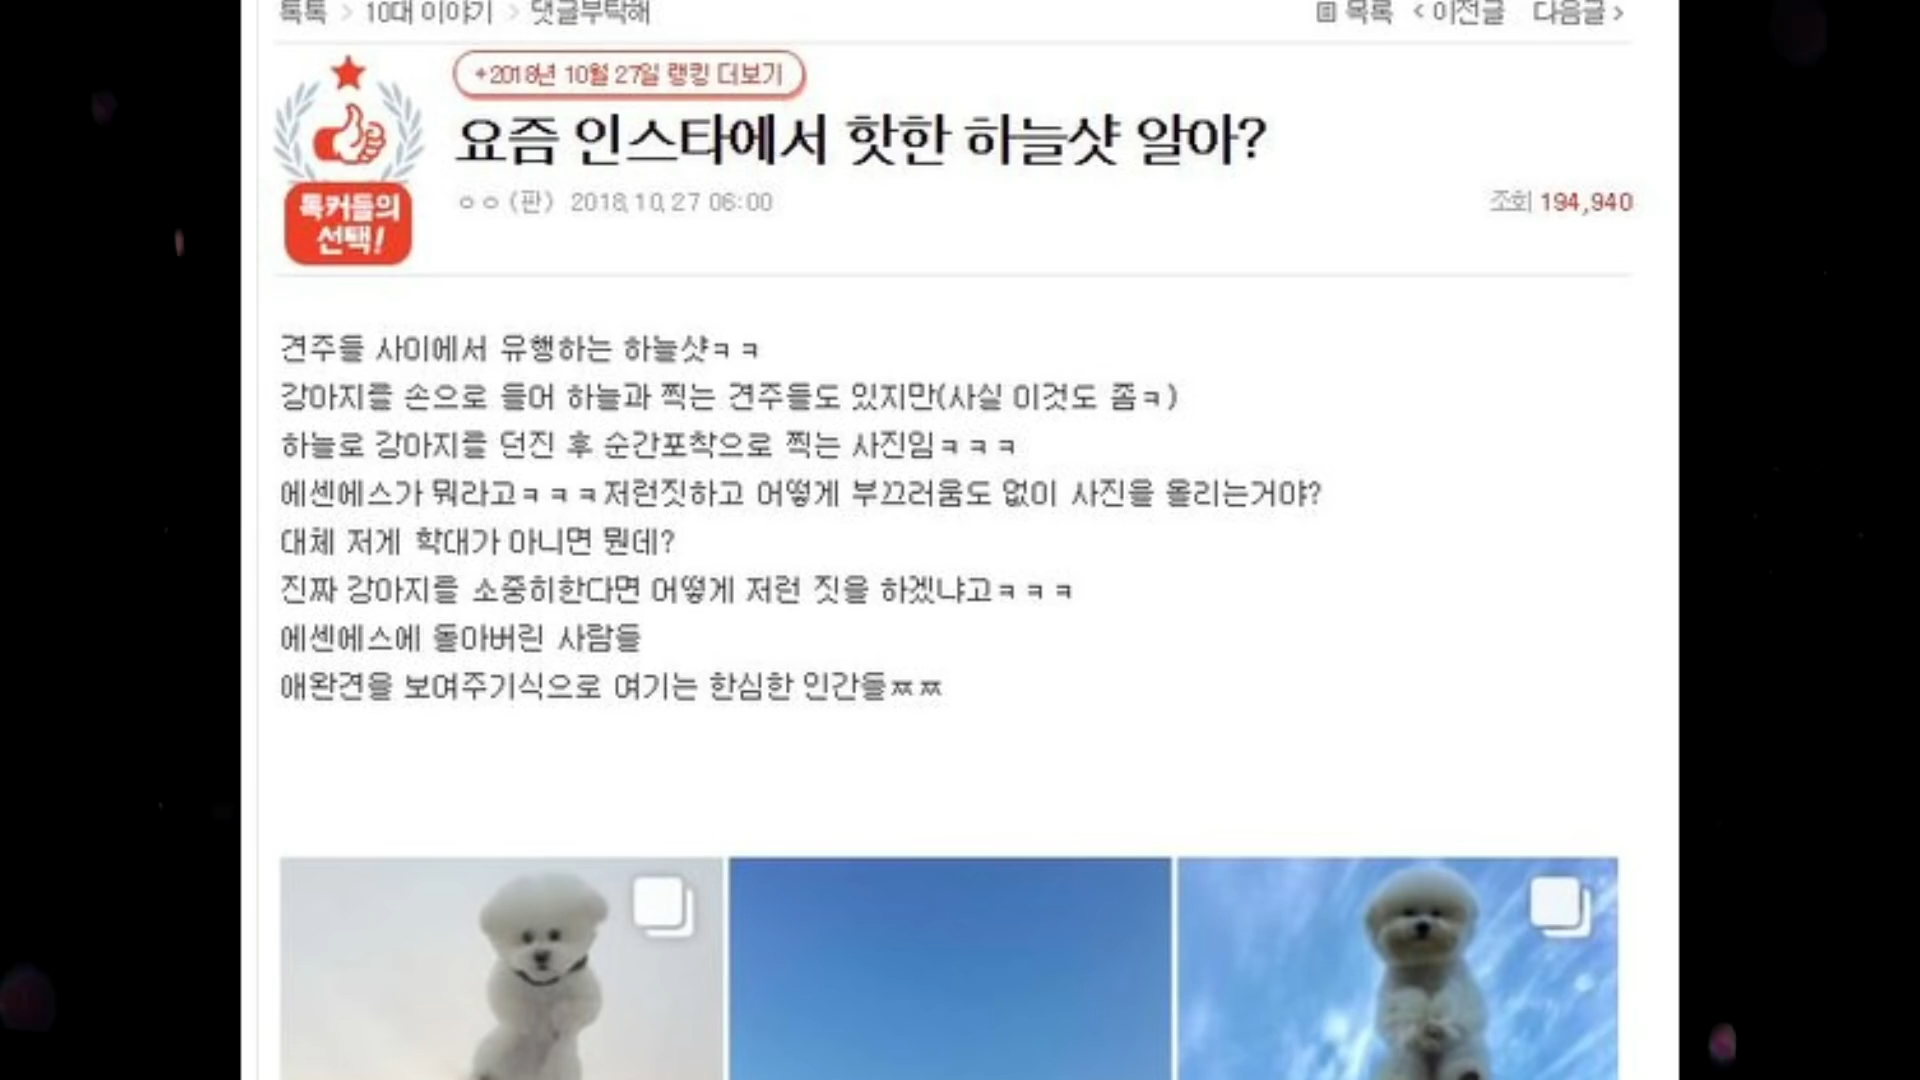 톡톡 > 10대 이야기 > 댓글부탁해
목록 < 이전글 다음글 >
+2018년 10월 27일 랭킹 더보기
요즘 인스타에서 핫한 하늘샷 알아?
톡커들의
선택!
ㅇㅇ (판) 2018.10.27 06:00
조회 194,940
견주들 사이에서 유행하는 하늘샷ㅋㅋ
강아지를 손으로 들어 하늘과 찍는 견주들도 있지만(사실 이것도 좀ㅋ)
하늘로 강아지를 던진 후 순간포착으로 찍는 사진임ㅋㅋㅋ
에센에스가 뭐라고ㅋㅋㅋ저런짓하고 어떻게 부끄러움도 없이 사진을 올리는거야?
대체 저게 학대가 아니면 뭔데?
진짜 강아지를 소중히한다면 어떻게 저런 짓을 하겠냐고ㅋㅋㅋ
에센에스에 돌아버린 사람들
애완견을 보여주기식으로 여기는 한심한 인간들ㅉㅉ